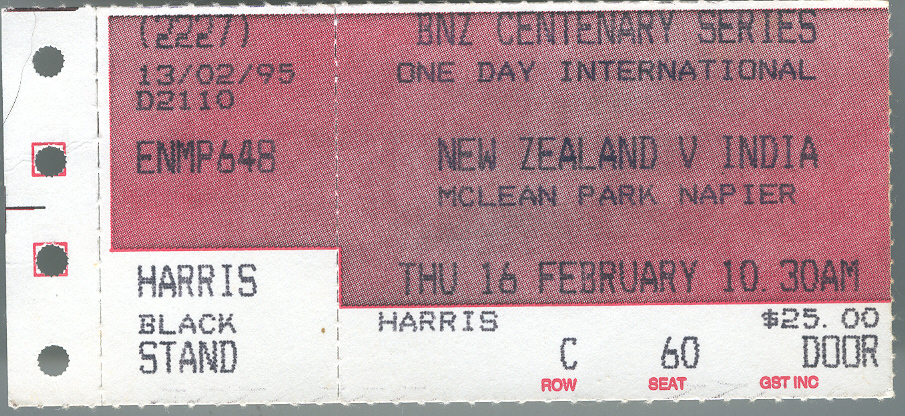 (2227)
13/02/95
D2110
ENMP648
HARRIS
BLACK
STAND
BNZ CENTENARY SERIES
ONE DAY INTERNATIONAL
NEW ZEALAND V INDIA
MCLEAN PARK NAPIER
THU 16 FEBRUARY 10.30AM
HARRIS $25.00
C 60 DOOR
ROW SEAT GST INC